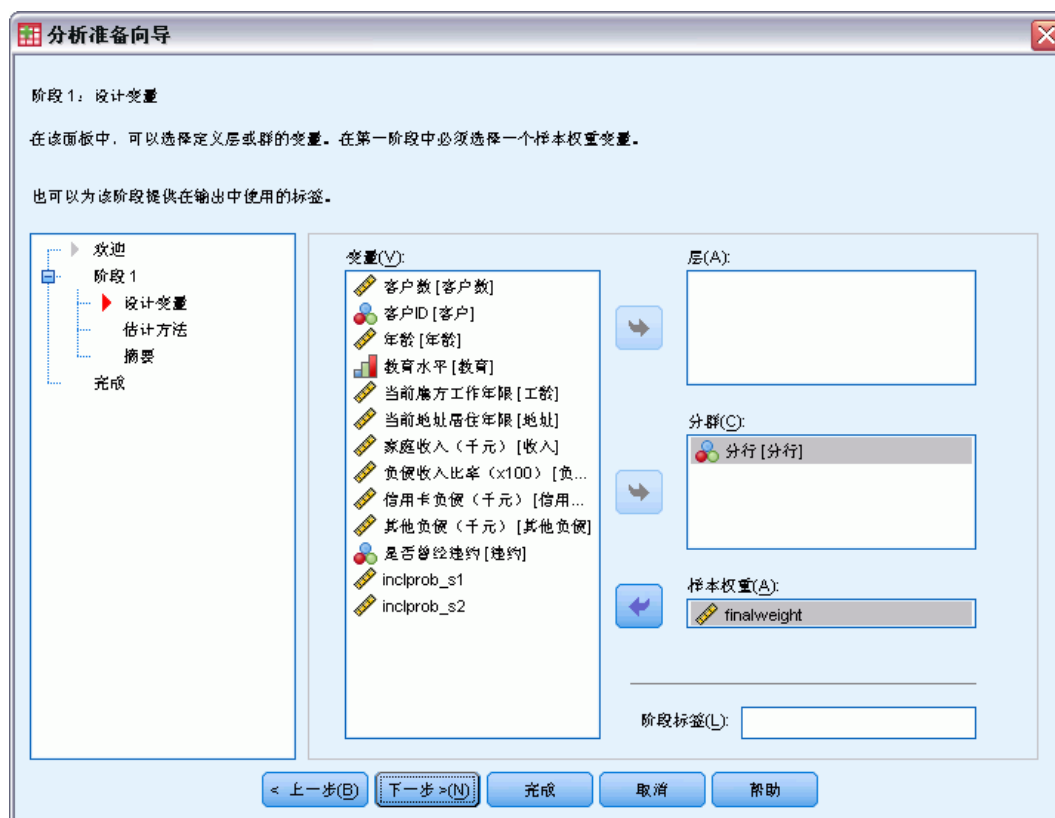 分析准备向导
阶段 1：设计变量
在该面板中，可以选择定义层或群的变量。在第一阶段中必须选择一个样本权重变量。
也可以为该阶段提供在输出中使用的标签。
欢迎
阶段 1
设计变量
估计方法
摘要
完成
变量(V):
客户数 [客户数]
客户ID [客户]
年龄 [年龄]
教育水平 [教育]
当前雇方工作年限 [工龄]
当前地址居住年限 [地址]
家庭收入（千元）[收入]
负债收入比率（x100）[负...
信用卡负债（千元）[信用...
其他负债（千元）[其他负债]
是否曾经违约 [违约]
inclprob_s1
inclprob_s2
层(A):
分群(C):
分行 [分行]
样本权重(A):
finalweight
阶段标签(L):
< 上一步(B)
下一步 >(N)
完成
取消
帮助